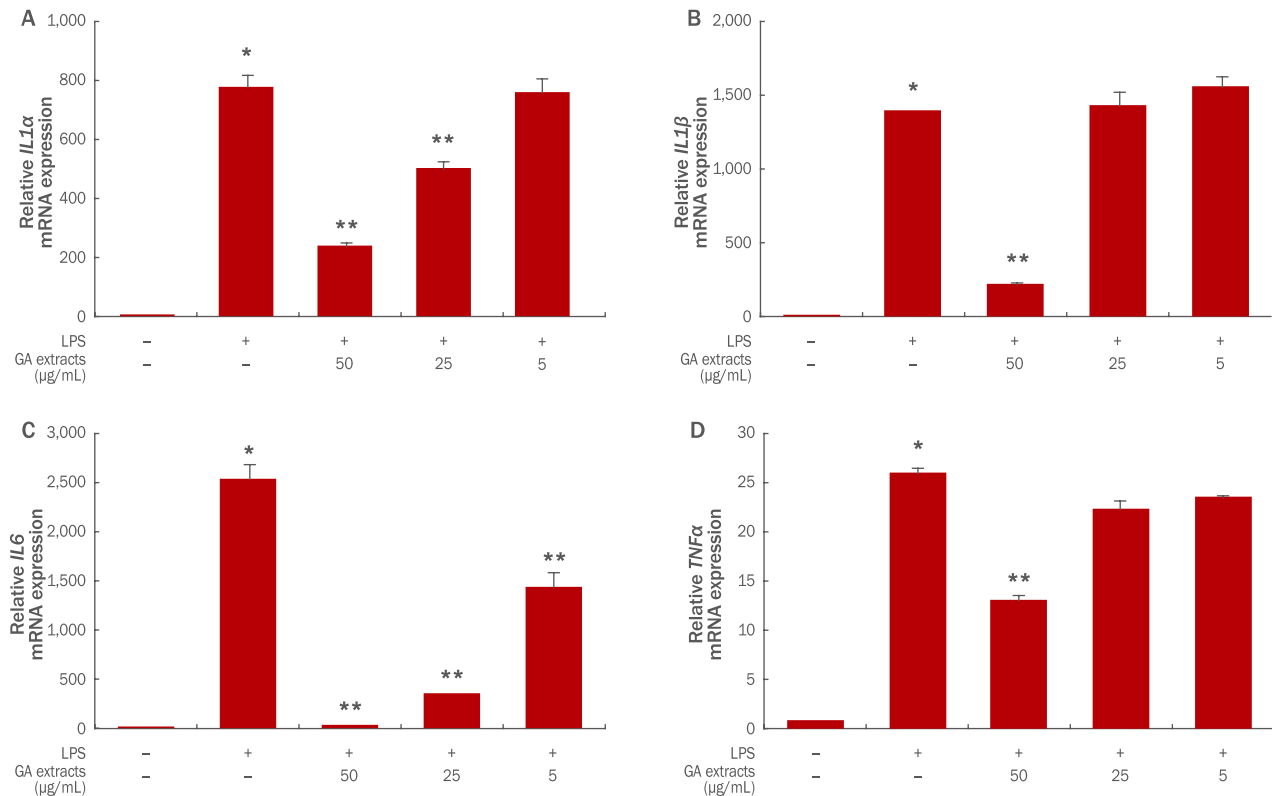 A
1,000
800
600
400
200
0
Relative IL1α
mRNA expression
*
**
**
LPS – + + + +
GA extracts – – 50 25 5
(µg/mL)
B
2,000
1,500
1,000
500
0
Relative IL1β
mRNA expression
*
**
LPS – + + + +
GA extracts – – 50 25 5
(µg/mL)
C
3,000
2,500
2,000
1,500
1,000
500
0
Relative IL6
mRNA expression
*
**
**
**
LPS – + + + +
GA extracts – – 50 25 5
(µg/mL)
D
30
25
20
15
10
5
0
Relative TNFα
mRNA expression
*
**
LPS – + + + +
GA extracts – – 50 25 5
(µg/mL)